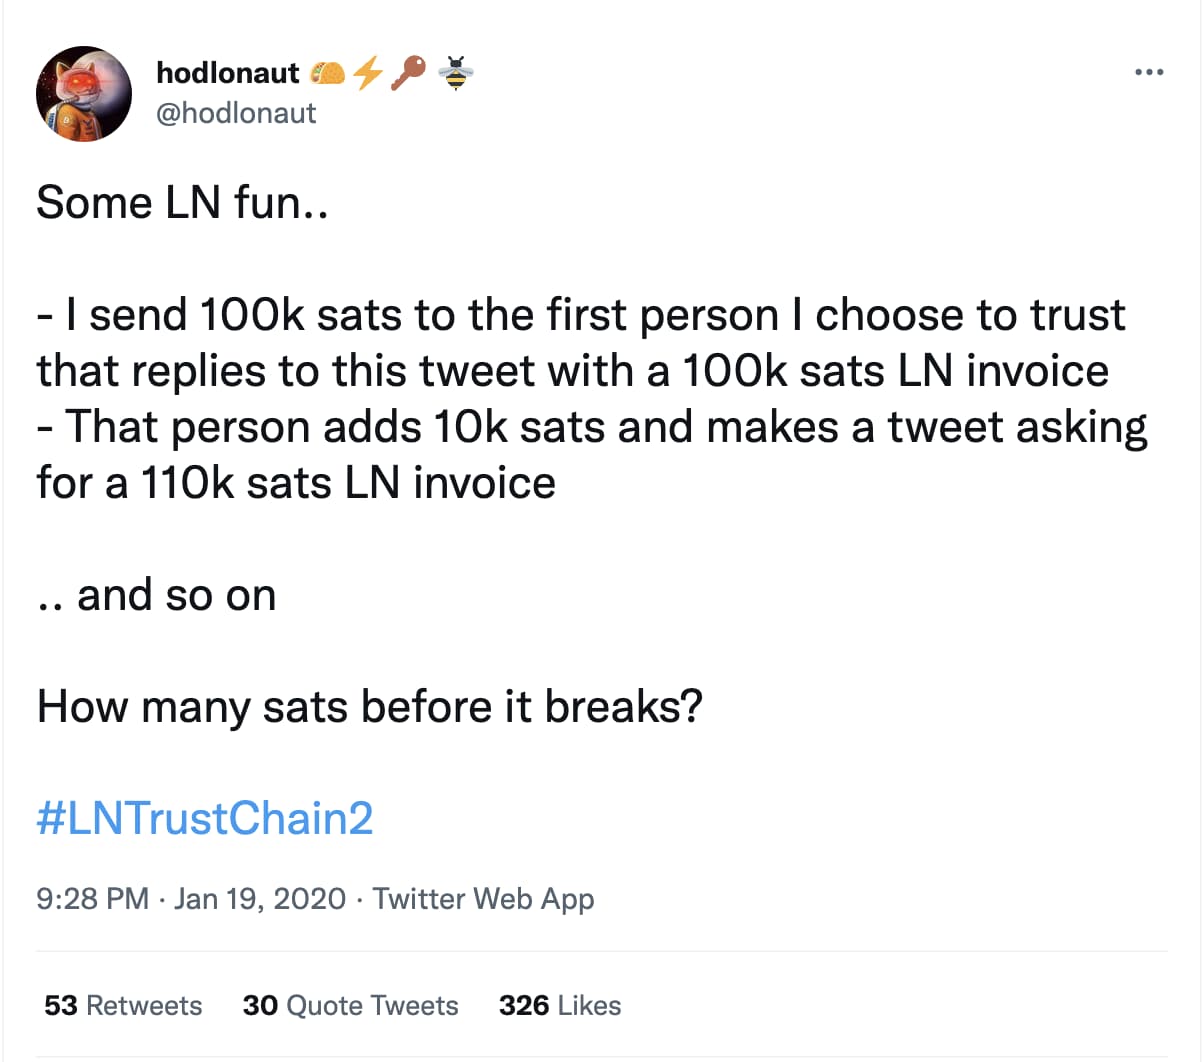 hodlonaut 🌮⚡🔑🐝
@hodlonaut
Some LN fun..
- I send 100k sats to the first person I choose to trust
that replies to this tweet with a 100k sats LN invoice
- That person adds 10k sats and makes a tweet asking
for a 110k sats LN invoice
.. and so on
How many sats before it breaks?
#LNTrustChain2
9:28 PM · Jan 19, 2020 · Twitter Web App
53 Retweets 30 Quote Tweets 326 Likes